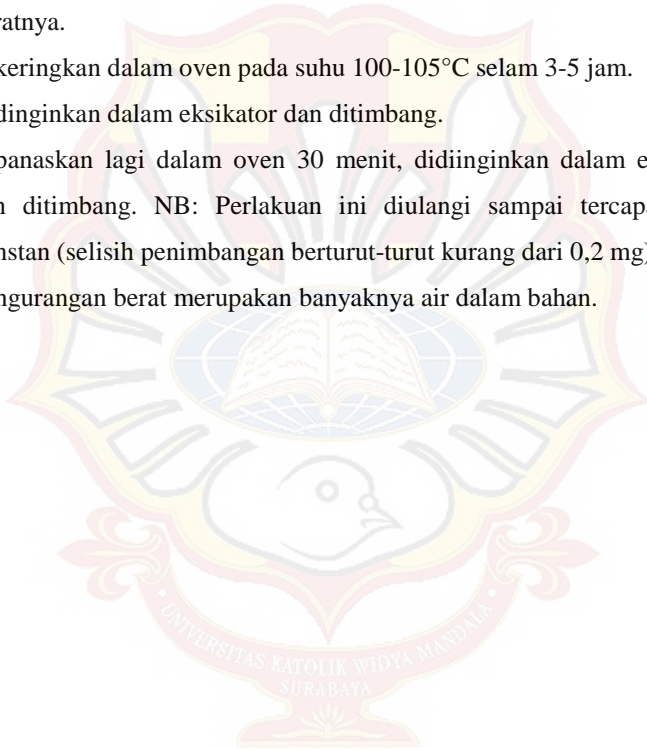 ratnya.
keringkan dalam oven pada suhu 100-105°C selam 3-5 jam.
dinginkan dalam eksikator dan ditimbang.
panaskan lagi dalam oven 30 menit, didiinginkan dalam e
n ditimbang. NB: Perlakuan ini diulangi sampai tercapa
nstan (selisih penimbangan berturut-turut kurang dari 0,2 mg)
ngurangan berat merupakan banyaknya air dalam bahan.
UNIVERSITAS KATOLIK WIDYA MANDALA
SURABAYA